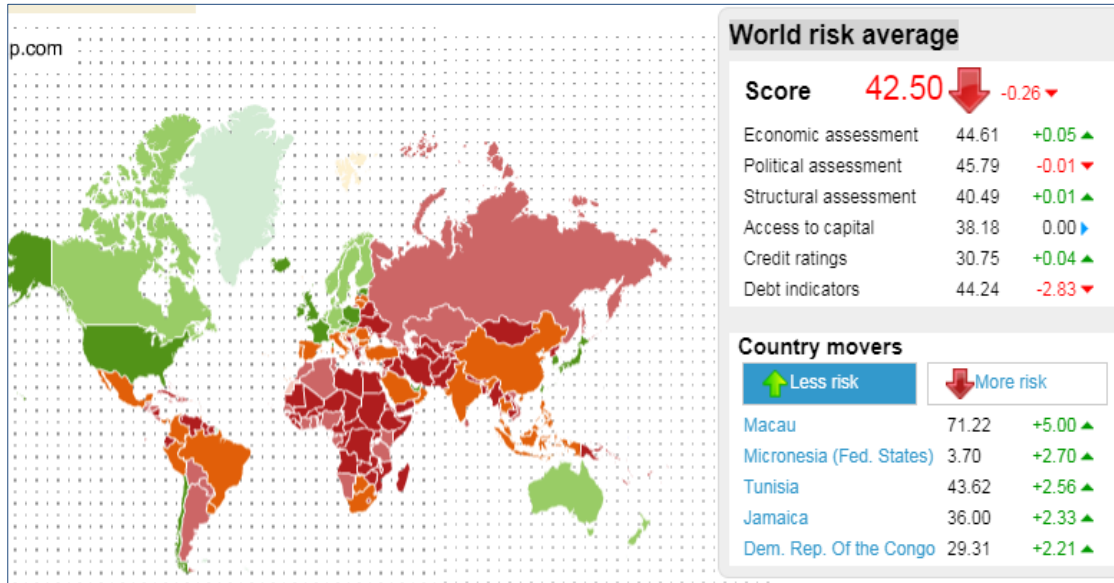 p.com
World risk average
Score 42.50 -0.26
Economic assessment 44.61 +0.05
Political assessment 45.79 -0.01
Structural assessment 40.49 +0.01
Access to capital 38.18 0.00
Credit ratings 30.75 +0.04
Debt indicators 44.24 -2.83
Country movers
Less risk More risk
Macau 71.22 +5.00
Micronesia (Fed. States) 3.70 +2.70
Tunisia 43.62 +2.56
Jamaica 36.00 +2.33
Dem. Rep. Of the Congo 29.31 +2.21